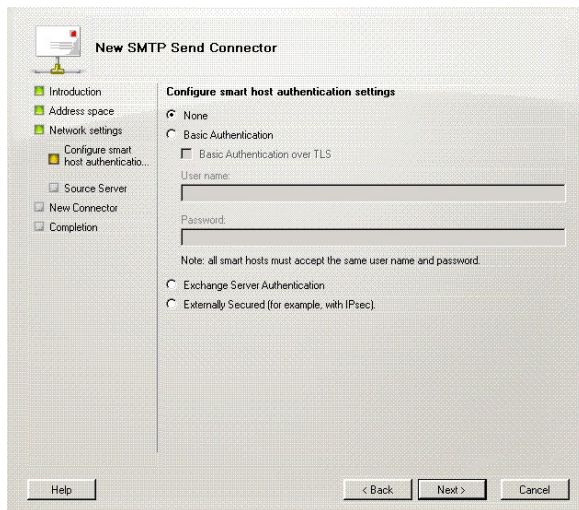 New SMTP Send Connector
Introduction
Address space
Network settings
Configure smart
host authenticatio...
Source Server
New Connector
Completion
Configure smart host authentication settings
None
Basic Authentication
Basic Authentication over TLS
User name:
Password:
Note: all smart hosts must accept the same user name and password.
Exchange Server Authentication
Externally Secured (for example, with IPsec).
Help
< Back
Next >
Cancel